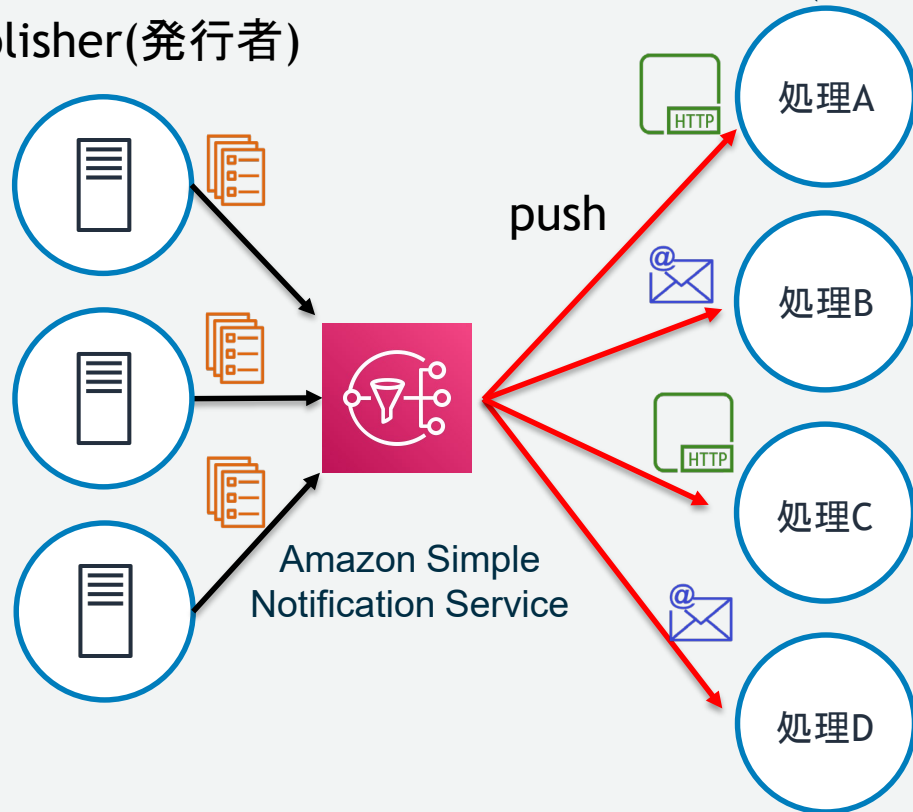 blisher(発行者)
HTTP
処理A
push
@
処理B
HTTP
処理C
Amazon Simple
Notification Service
@
処理D